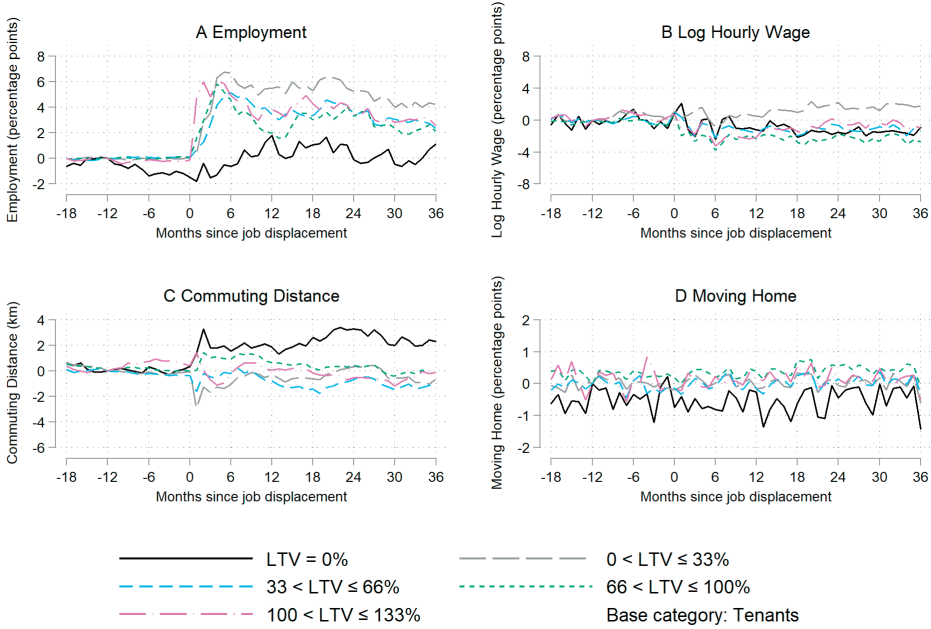 A Employment
Employment (percentage points)
8
6
4
2
0
-2
-18 -12 -6 0 6 12 18 24 30 36
Months since job displacement
B Log Hourly Wage
Log Hourly Wage (percentage points)
8
4
0
-4
-8
-18 -12 -6 0 6 12 18 24 30 36
Months since job displacement
C Commuting Distance
Commuting Distance (km)
4
2
0
-2
-4
-6
-18 -12 -6 0 6 12 18 24 30 36
Months since job displacement
D Moving Home
Moving Home (percentage points)
2
1
0
-1
-2
-18 -12 -6 0 6 12 18 24 30 36
Months since job displacement
LTV = 0%
0 < LTV ≤ 33%
33 < LTV ≤ 66%
66 < LTV ≤ 100%
100 < LTV ≤ 133%
Base category: Tenants